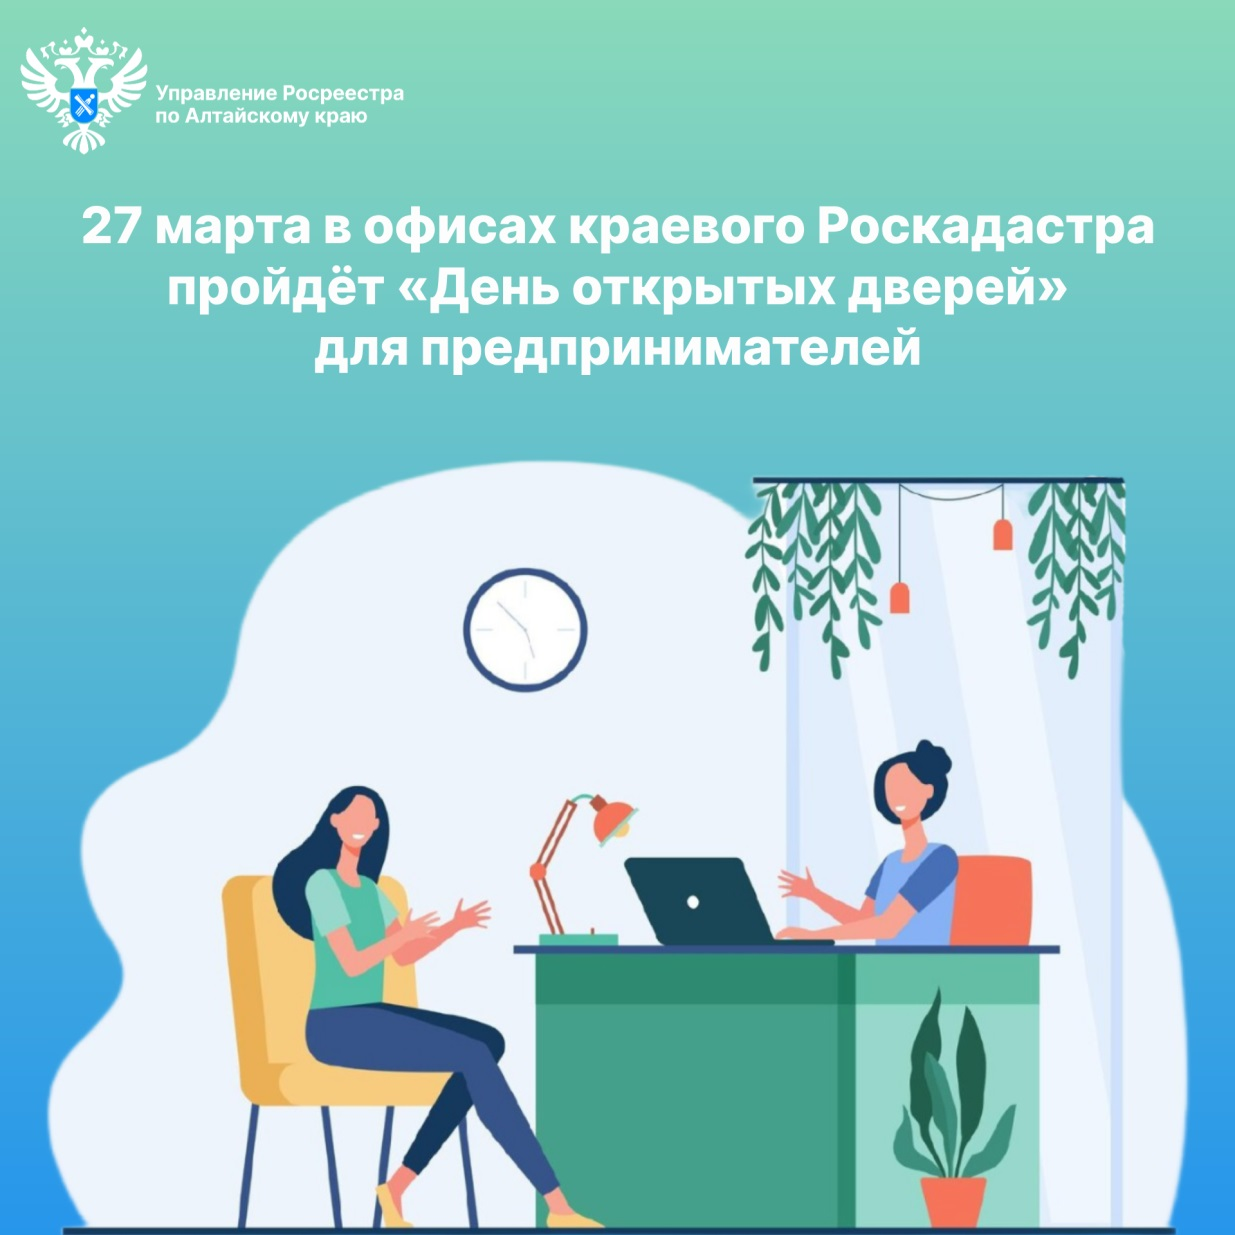 Управление Росреестра
по Алтайскому краю
27 марта в офисах краевого Роскадастра
пройдёт «День открытых дверей»
для предпринимателей